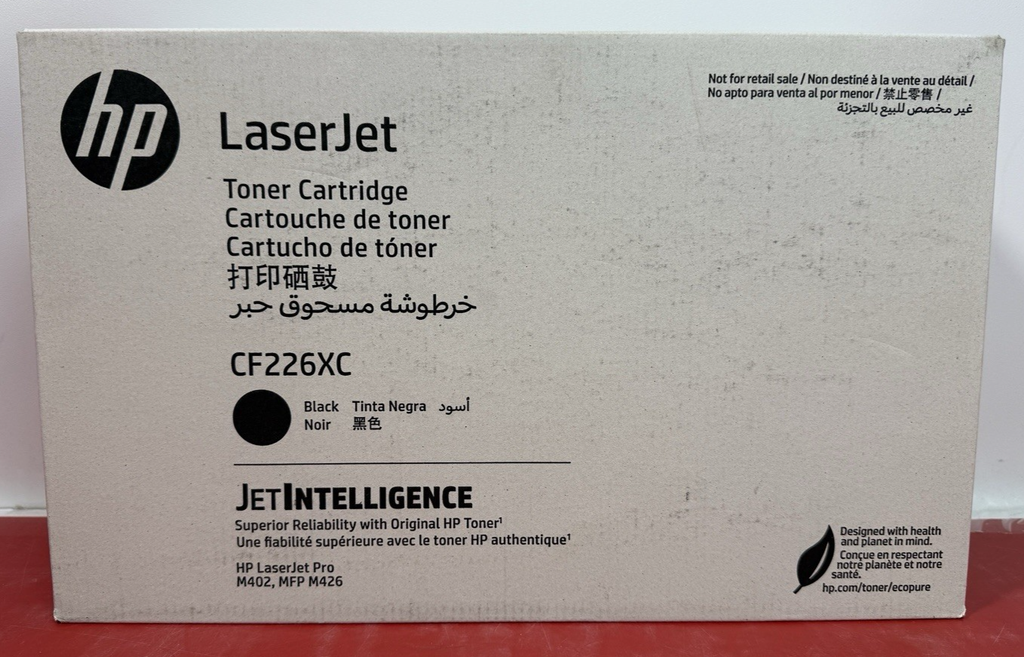 hp
LaserJet
Toner Cartridge
Cartouche de toner
Cartucho de tóner
打印硒鼓
خرطوشة مسحوق حبر
CF226XC
Black Tinta Negra أسود
Noir 黑色
JETINTELLIGENCE
Superior Reliability with Original HP Toner¹
Une fiabilité supérieure avec le toner HP authentique¹
HP LaserJet Pro
M402, MFP M426
Not for retail sale / Non destiné à la vente au détail /
No apto para venta al por menor / 禁止零售 /
غير مخصص للبيع بالتجزئة
Designed with health
and planet in mind.
Conçue en respectant
notre planète et notre
santé.
hp.com/toner/ecopure